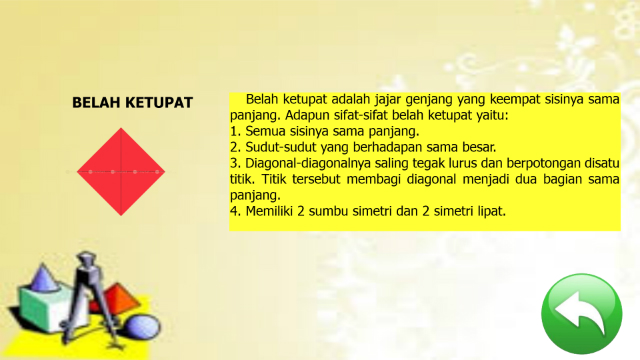 BELAH KETUPAT
Belah ketupat adalah jajar genjang yang keempat sisinya sama
panjang. Adapun sifat-sifat belah ketupat yaitu:
1. Semua sisinya sama panjang.
2. Sudut-sudut yang berhadapan sama besar.
3. Diagonal-diagonalnya saling tegak lurus dan berpotongan disatu
titik. Titik tersebut membagi diagonal menjadi dua bagian sama
panjang.
4. Memiliki 2 sumbu simetri dan 2 simetri lipat.